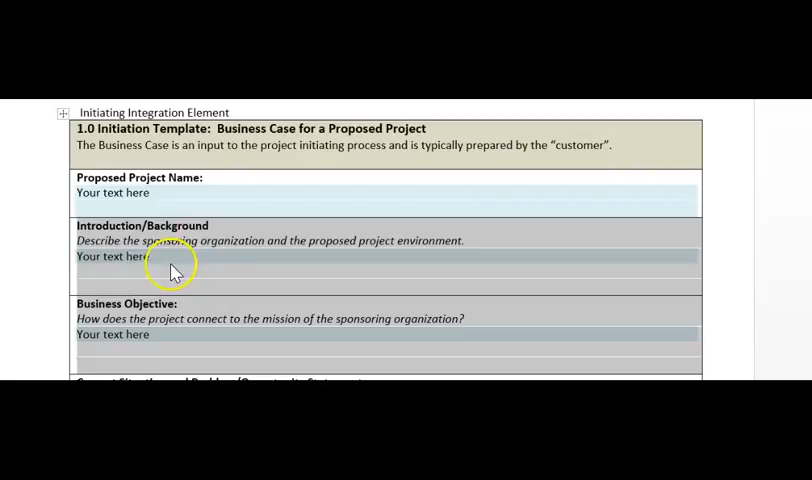 Initiating Integration Element
1.0 Initiation Template: Business Case for a Proposed Project
The Business Case is an input to the project initiating process and is typically prepared by the “customer”.
Proposed Project Name:
Your text here
Introduction/Background
Describe the sponsoring organization and the proposed project environment.
Your text here
Business Objective:
How does the project connect to the mission of the sponsoring organization?
Your text here